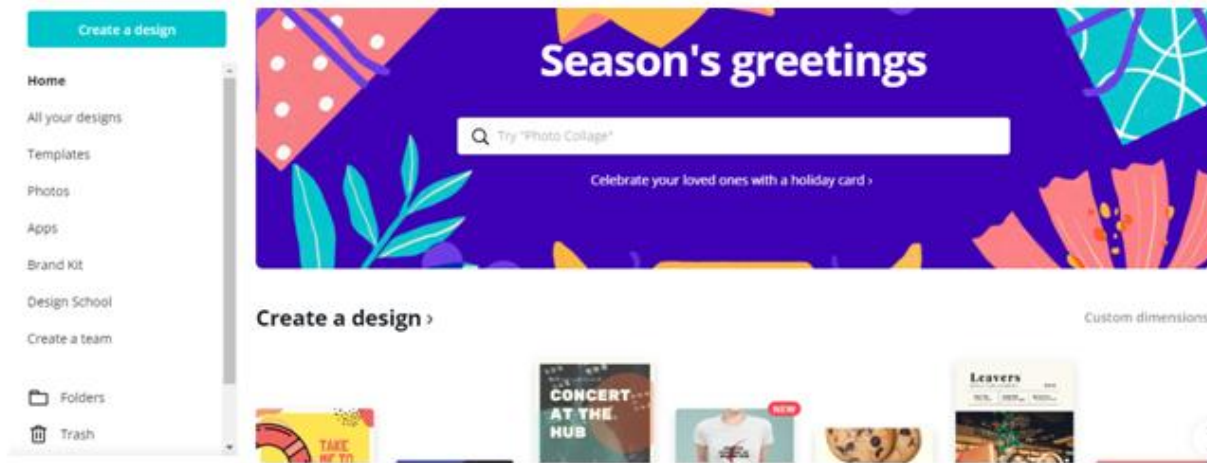 Create a design
Home
All your designs
Templates
Photos
Apps
Brand Kit
Design School
Create a team
Folders
Trash
Season's greetings
Try "Photo Collage"
Celebrate your loved ones with a holiday card ›
Create a design ›
Custom dimensions
TAKE
ME TO
CONCERT
AT THE
HUB
NEW
Leavers